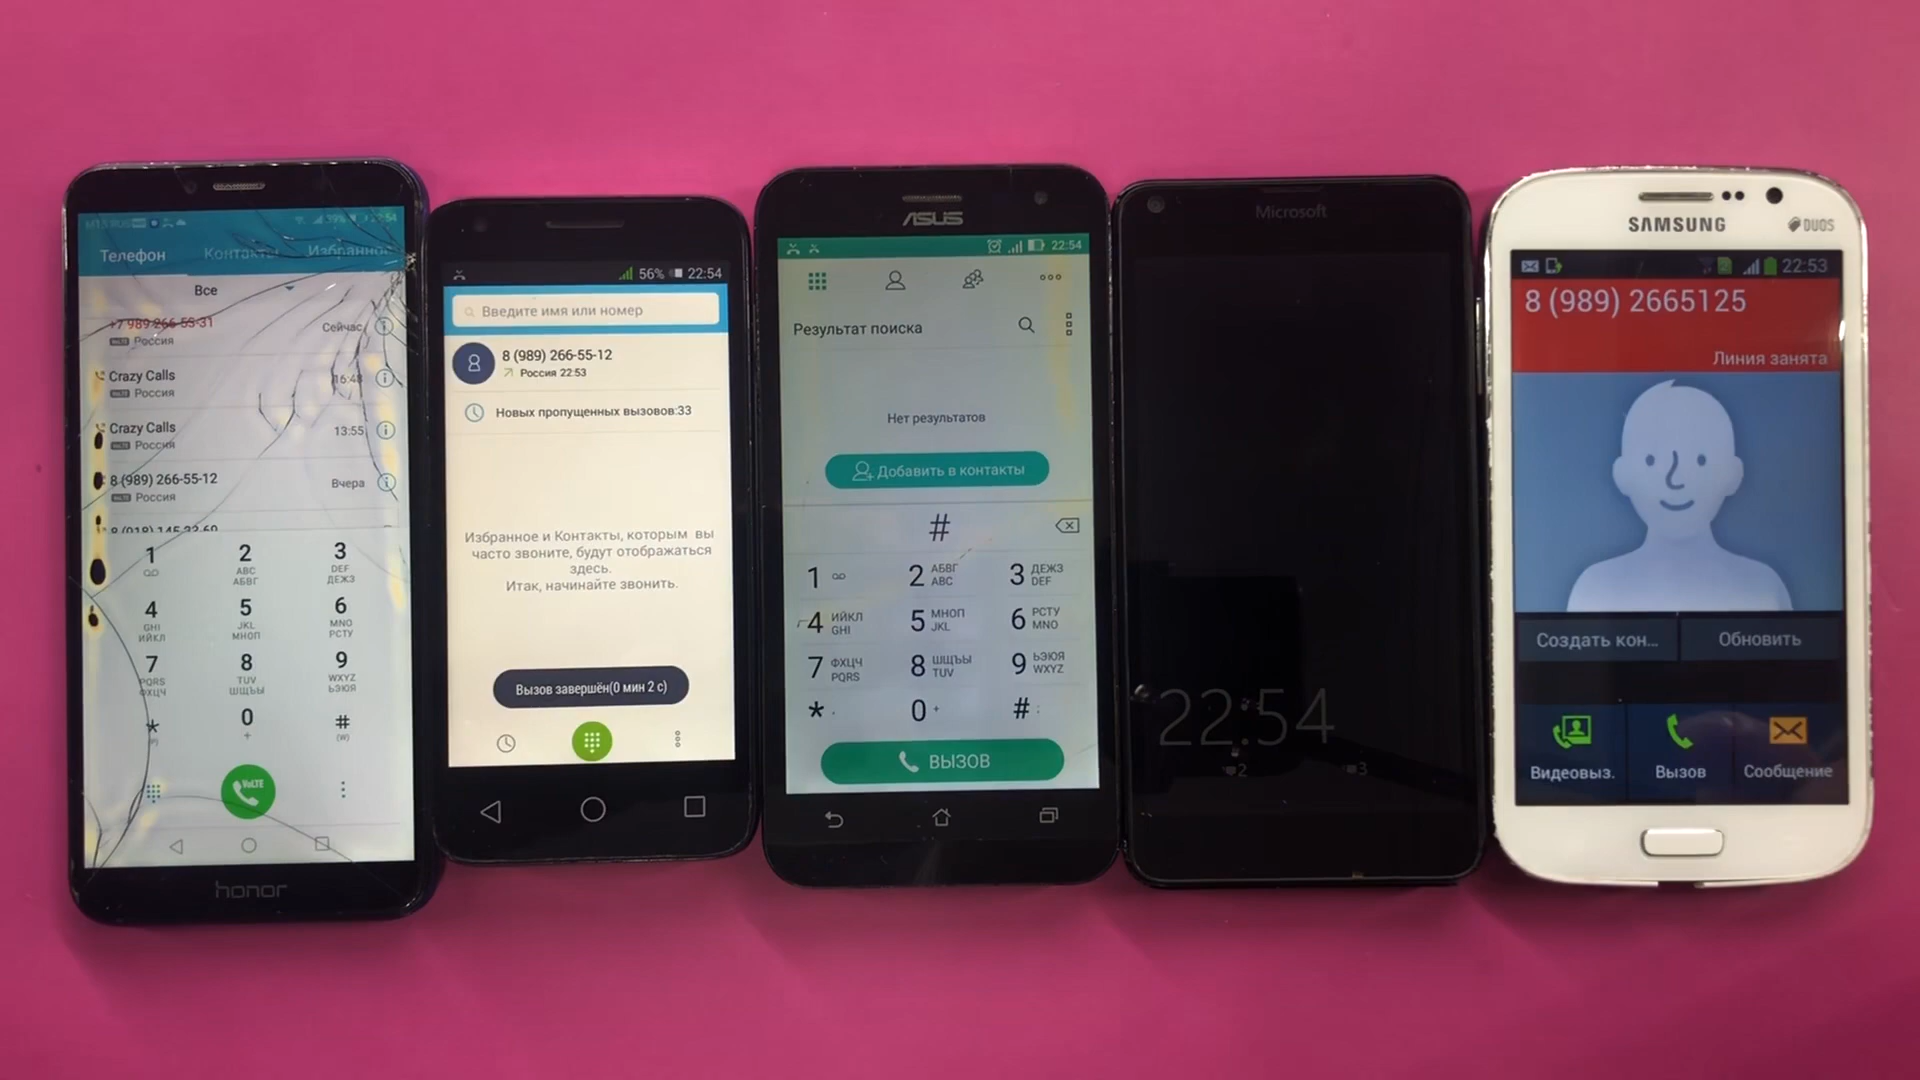 39% 22:54
Телефон Контакты Избранное
Все
+7 989 266-53-31
Россия
Сейчас
Crazy Calls
Россия
16:48
Crazy Calls
Россия
13:55
8 (989) 266-55-12
Россия
Вчера
1
2 ABC АБВГ
3 DEF ДЕЖЗ
4 GHI ИЙКЛ
5 JKL МНОП
6 MNO РСТУ
7 PQRS ФХЦЧ
8 TUV ШЩЪЫ
9 WXYZ ЬЭЮЯ
* (P)
0 +
# (W)
VoLTE
honor
56% 22:54
Введите имя или номер
8 (989) 266-55-12
Россия 22:53
Новых пропущенных вызовов:33
Избранное и Контакты, которым вы
часто звоните, будут отображаться
здесь.
Итак, начинайте звонить.
Вызов завершён(0 мин 2 с)
ASUS
22:54
Результат поиска
Нет результатов
Добавить в контакты
#
1
2 АБВГ ABC
3 ДЕЖЗ DEF
4 ИЙКЛ GHI
5 МНОП JKL
6 РСТУ MNO
7 ФХЦЧ PQRS
8 ШЩЪЫ TUV
9 ЬЭЮЯ WXYZ
* ,
0 +
# ;
ВЫЗОВ
Microsoft
22:54
2 3
SAMSUNG
DUOS
22:53
8 (989) 2665125
Линия занята
Создать кон... Обновить
Видеовыз. Вызов Сообщение